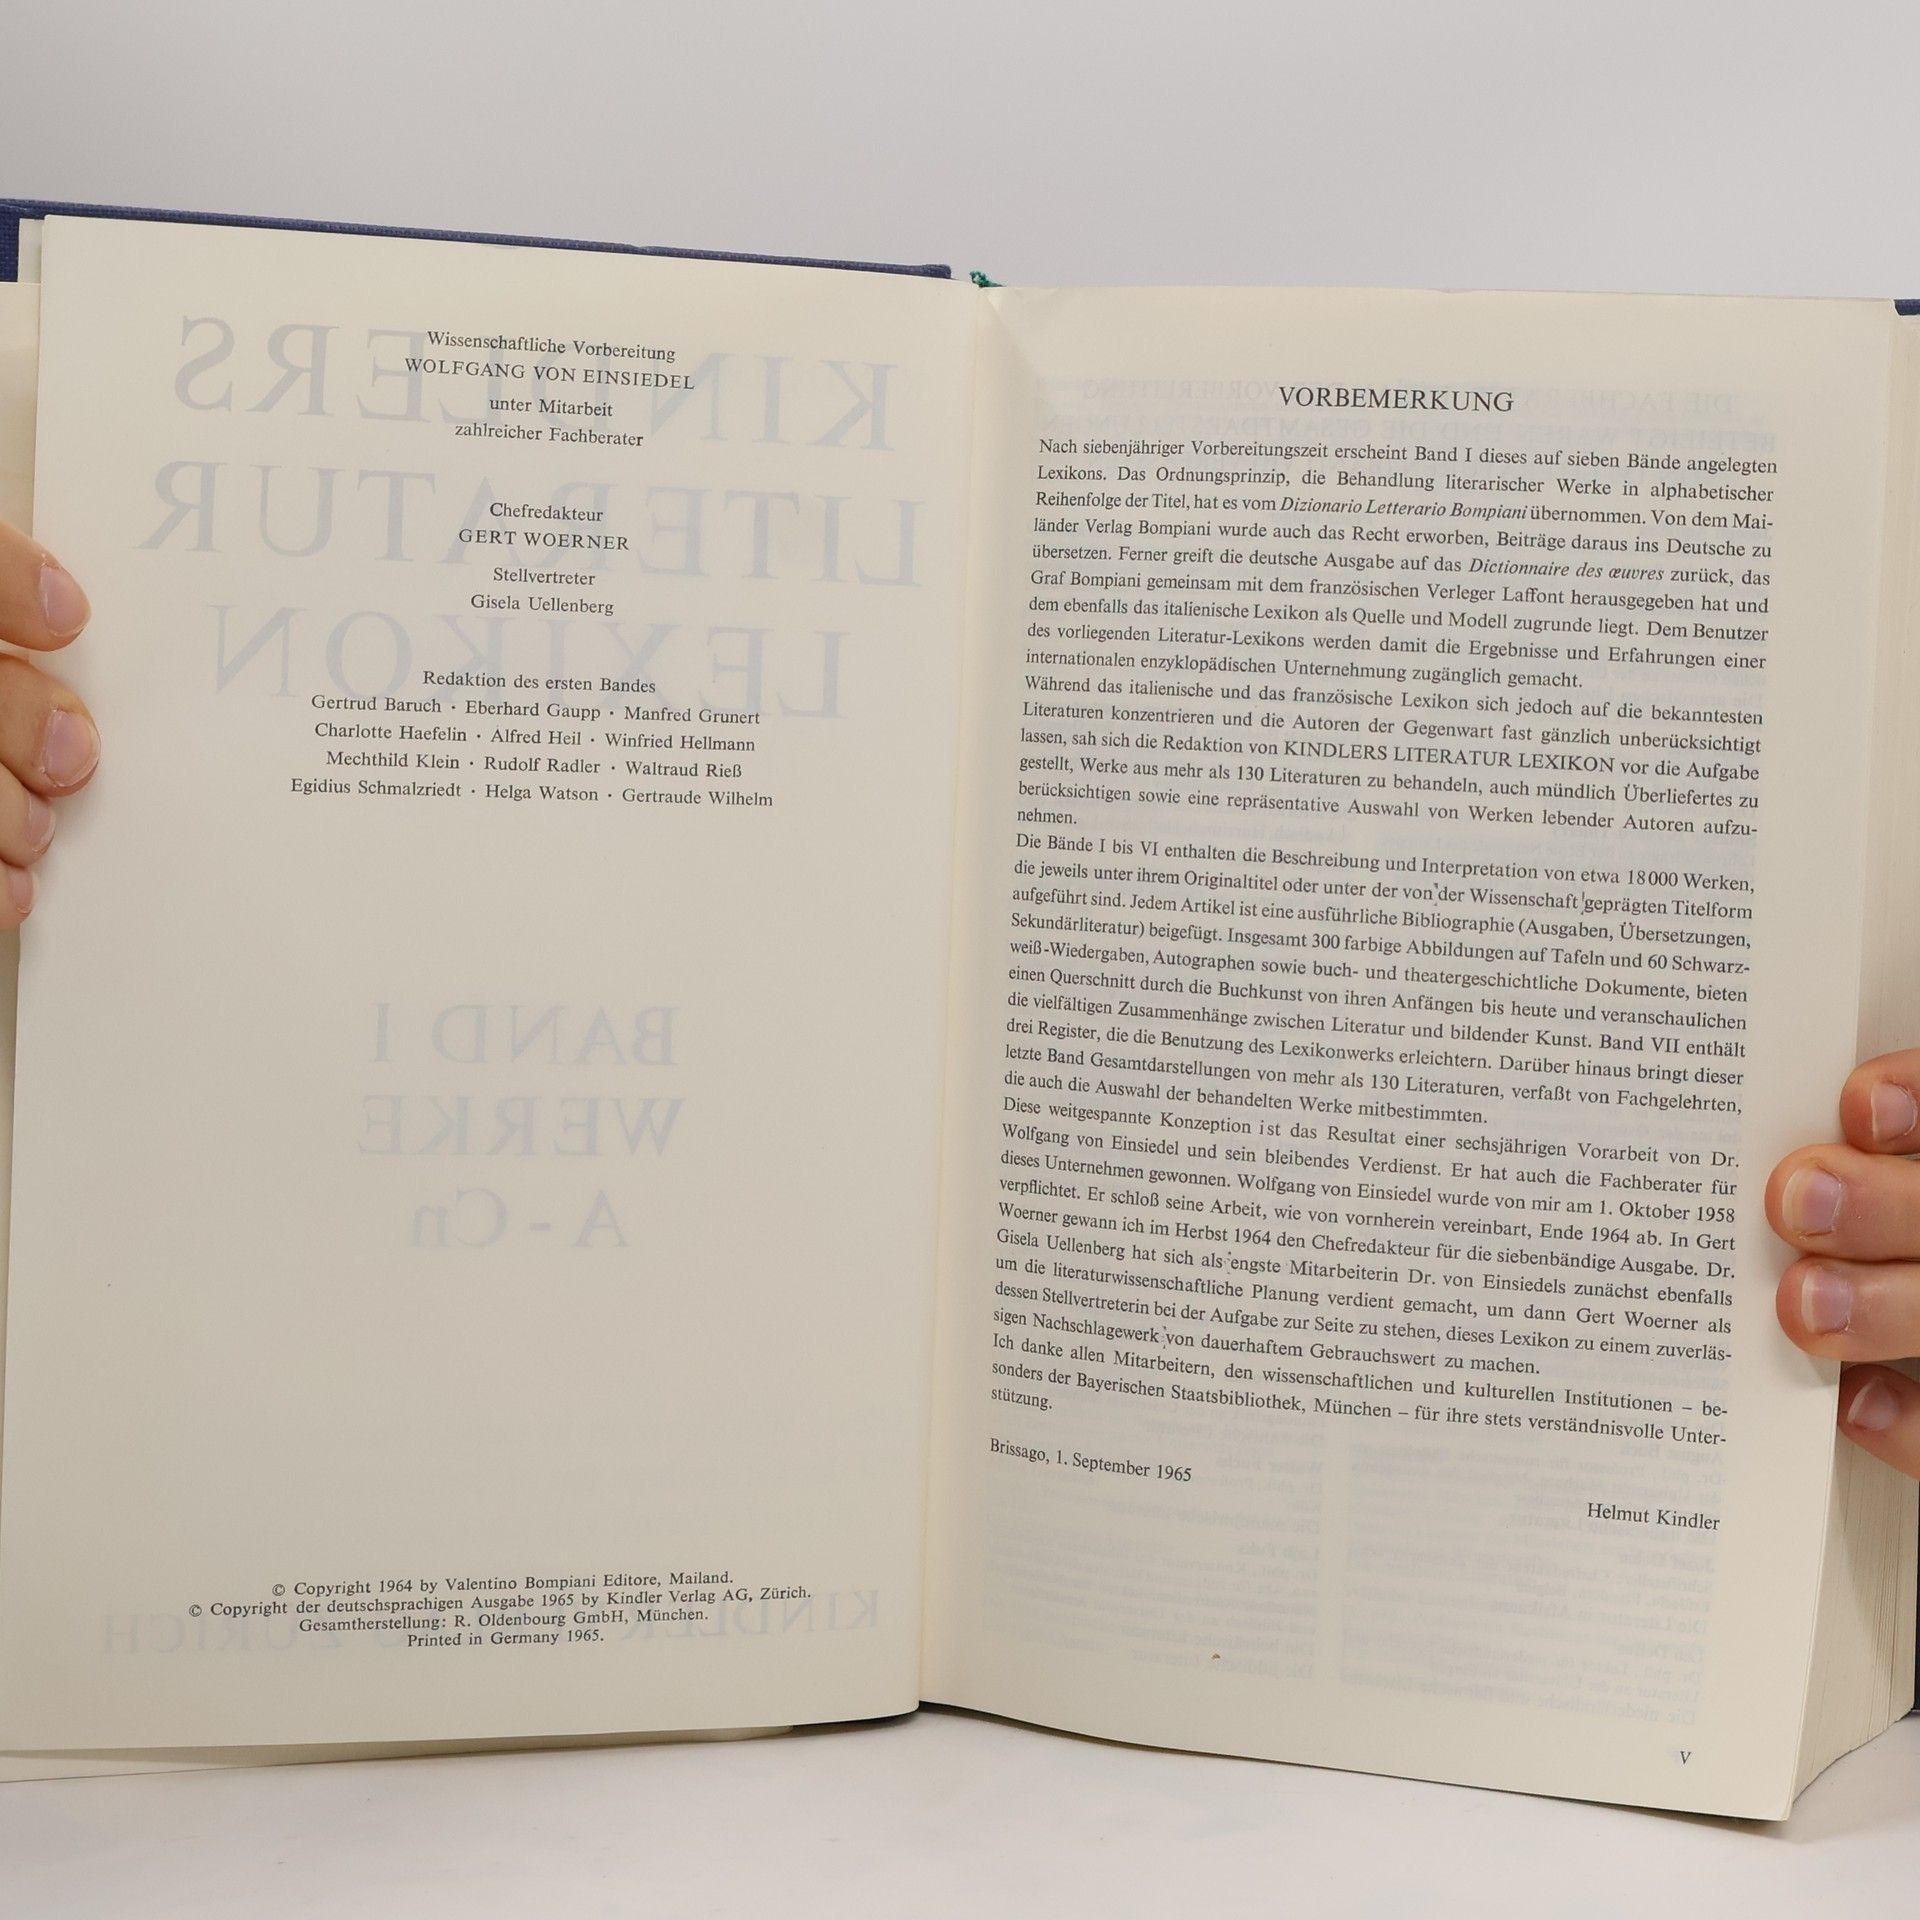 Wissenschaftliche Vorbereitung
WOLFGANG VON EINSIEDEL
unter Mitarbeit
zahlreicher Fachberater
Chefredakteur
GERT WOERNER
Stellvertreter
Gisela Uellenberg
Redaktion des ersten Bandes
Gertrud Baruch · Eberhard Gaupp · Manfred Grunert
Charlotte Haefelin · Alfred Heil · Winfried Hellmann
Mechthild Klein · Rudolf Radler · Waltraud Rieß
Egidius Schmalzriedt · Helga Watson · Gertraude Wilhelm
© Copyright 1964 by Valentino Bompiani Editore, Mailand.
© Copyright der deutschsprachigen Ausgabe 1965 by Kindler Verlag AG, Zürich.
Gesamtherstellung: R. Oldenbourg GmbH, München.
Printed in Germany 1965.
VORBEMERKUNG
Nach siebenjähriger Vorbereitungszeit erscheint Band I dieses auf sieben Bände angelegten
Lexikons. Das Ordnungsprinzip, die Behandlung literarischer Werke in alphabetischer
Reihenfolge der Titel, hat es vom Dizionario Letterario Bompiani übernommen. Von dem Mai-
länder Verlag Bompiani wurde auch das Recht erworben, Beiträge daraus ins Deutsche zu
übersetzen. Ferner greift die deutsche Ausgabe auf das Dictionnaire des œuvres zurück, das
Graf Bompiani gemeinsam mit dem französischen Verleger Laffont herausgegeben hat und
dem ebenfalls das italienische Lexikon als Quelle und Modell zugrunde liegt. Dem Benutzer
des vorliegenden Literatur-Lexikons werden damit die Ergebnisse und Erfahrungen einer
internationalen enzyklopädischen Unternehmung zugänglich gemacht.
Während das italienische und das französische Lexikon sich jedoch auf die bekanntesten
Literaturen konzentrieren und die Autoren der Gegenwart fast gänzlich unberücksichtigt
lassen, sah sich die Redaktion von KINDLERS LITERATUR LEXIKON vor die Aufgabe
gestellt, Werke aus mehr als 130 Literaturen zu behandeln, auch mündlich Überliefertes zu
berücksichtigen sowie eine repräsentative Auswahl von Werken lebender Autoren aufzu-
nehmen.
Die Bände I bis VI enthalten die Beschreibung und Interpretation von etwa 18000 Werken,
die jeweils unter ihrem Originaltitel oder unter der von der Wissenschaft geprägten Titelform
aufgeführt sind. Jedem Artikel ist eine ausführliche Bibliographie (Ausgaben, Übersetzungen,
Sekundärliteratur) beigefügt. Insgesamt 300 farbige Abbildungen auf Tafeln und 60 Schwarz-
weiß-Wiedergaben, Autographen sowie buch- und theatergeschichtliche Dokumente, bieten
einen Querschnitt durch die Buchkunst von ihren Anfängen bis heute und veranschaulichen
die vielfältigen Zusammenhänge zwischen Literatur und bildender Kunst. Band VII enthält
drei Register, die die Benutzung des Lexikonwerks erleichtern. Darüber hinaus bringt dieser
letzte Band Gesamtdarstellungen von mehr als 130 Literaturen, verfaßt von Fachgelehrten,
die auch die Auswahl der behandelten Werke mitbestimmten.
Diese weitgespannte Konzeption ist das Resultat einer sechsjährigen Vorarbeit von Dr.
Wolfgang von Einsiedel und sein bleibendes Verdienst. Er hat auch die Fachberater für
dieses Unternehmen gewonnen. Wolfgang von Einsiedel wurde von mir am 1. Oktober 1958
verpflichtet. Er schloß seine Arbeit, wie von vornherein vereinbart, Ende 1964 ab. In Gert
Woerner gewann ich im Herbst 1964 den Chefredakteur für die siebenbändige Ausgabe. Dr.
Gisela Uellenberg hat sich als engste Mitarbeiterin Dr. von Einsiedels zunächst ebenfalls
um die literaturwissenschaftliche Planung verdient gemacht, um dann Gert Woerner als
dessen Stellvertreterin bei der Aufgabe zur Seite zu stehen, dieses Lexikon zu einem zuverläs-
sigen Nachschlagewerk von dauerhaftem Gebrauchswert zu machen.
Ich danke allen Mitarbeitern, den wissenschaftlichen und kulturellen Institutionen – be-
sonders der Bayerischen Staatsbibliothek, München – für ihre stets verständnisvolle Unter-
stützung.
Brissago, 1. September 1965
Helmut Kindler
V